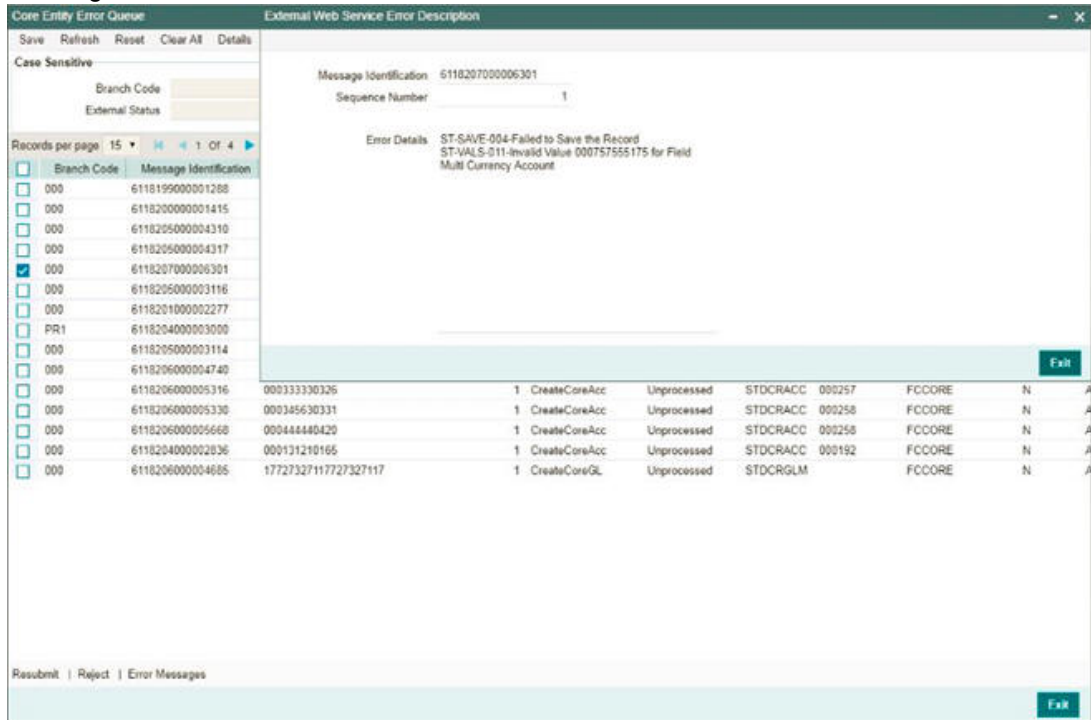 Core Entity Error Queue
External Web Service Error Description
Save Refresh Reset Clear All Details
Case Sensitive
Branch Code
External Status
Message Identification 6118207000006301
Sequence Number 1
Error Details ST-SAVE-004-Failed to Save the Record
ST-VALS-011-Invalid Value 000757555175 for Field
Multi Currency Account
Records per page 15 1 Of 4
Branch Code Message Identification
000 6118199000001288
000 6118200000001415
000 6118205000004310
000 6118205000004317
000 6118207000006301
000 6118205000003116
000 6118201000002277
PR1 6118204000003000
000 6118205000003114
000 6118206000004740
Exit
000 6118206000005316 000333330326 1 CreateCoreAcc Unprocessed STDCRACC 000257 FCCORE N
000 6118206000005330 000345630331 1 CreateCoreAcc Unprocessed STDCRACC 000258 FCCORE N
000 6118206000005668 000444440420 1 CreateCoreAcc Unprocessed STDCRACC 000258 FCCORE N
000 6118204000002836 000131210165 1 CreateCoreAcc Unprocessed STDCRACC 000192 FCCORE N
000 6118206000004685 17727327117727327117 1 CreateCoreGL Unprocessed STDCRGLM FCCORE N
Resubmit | Reject | Error Messages
Exit